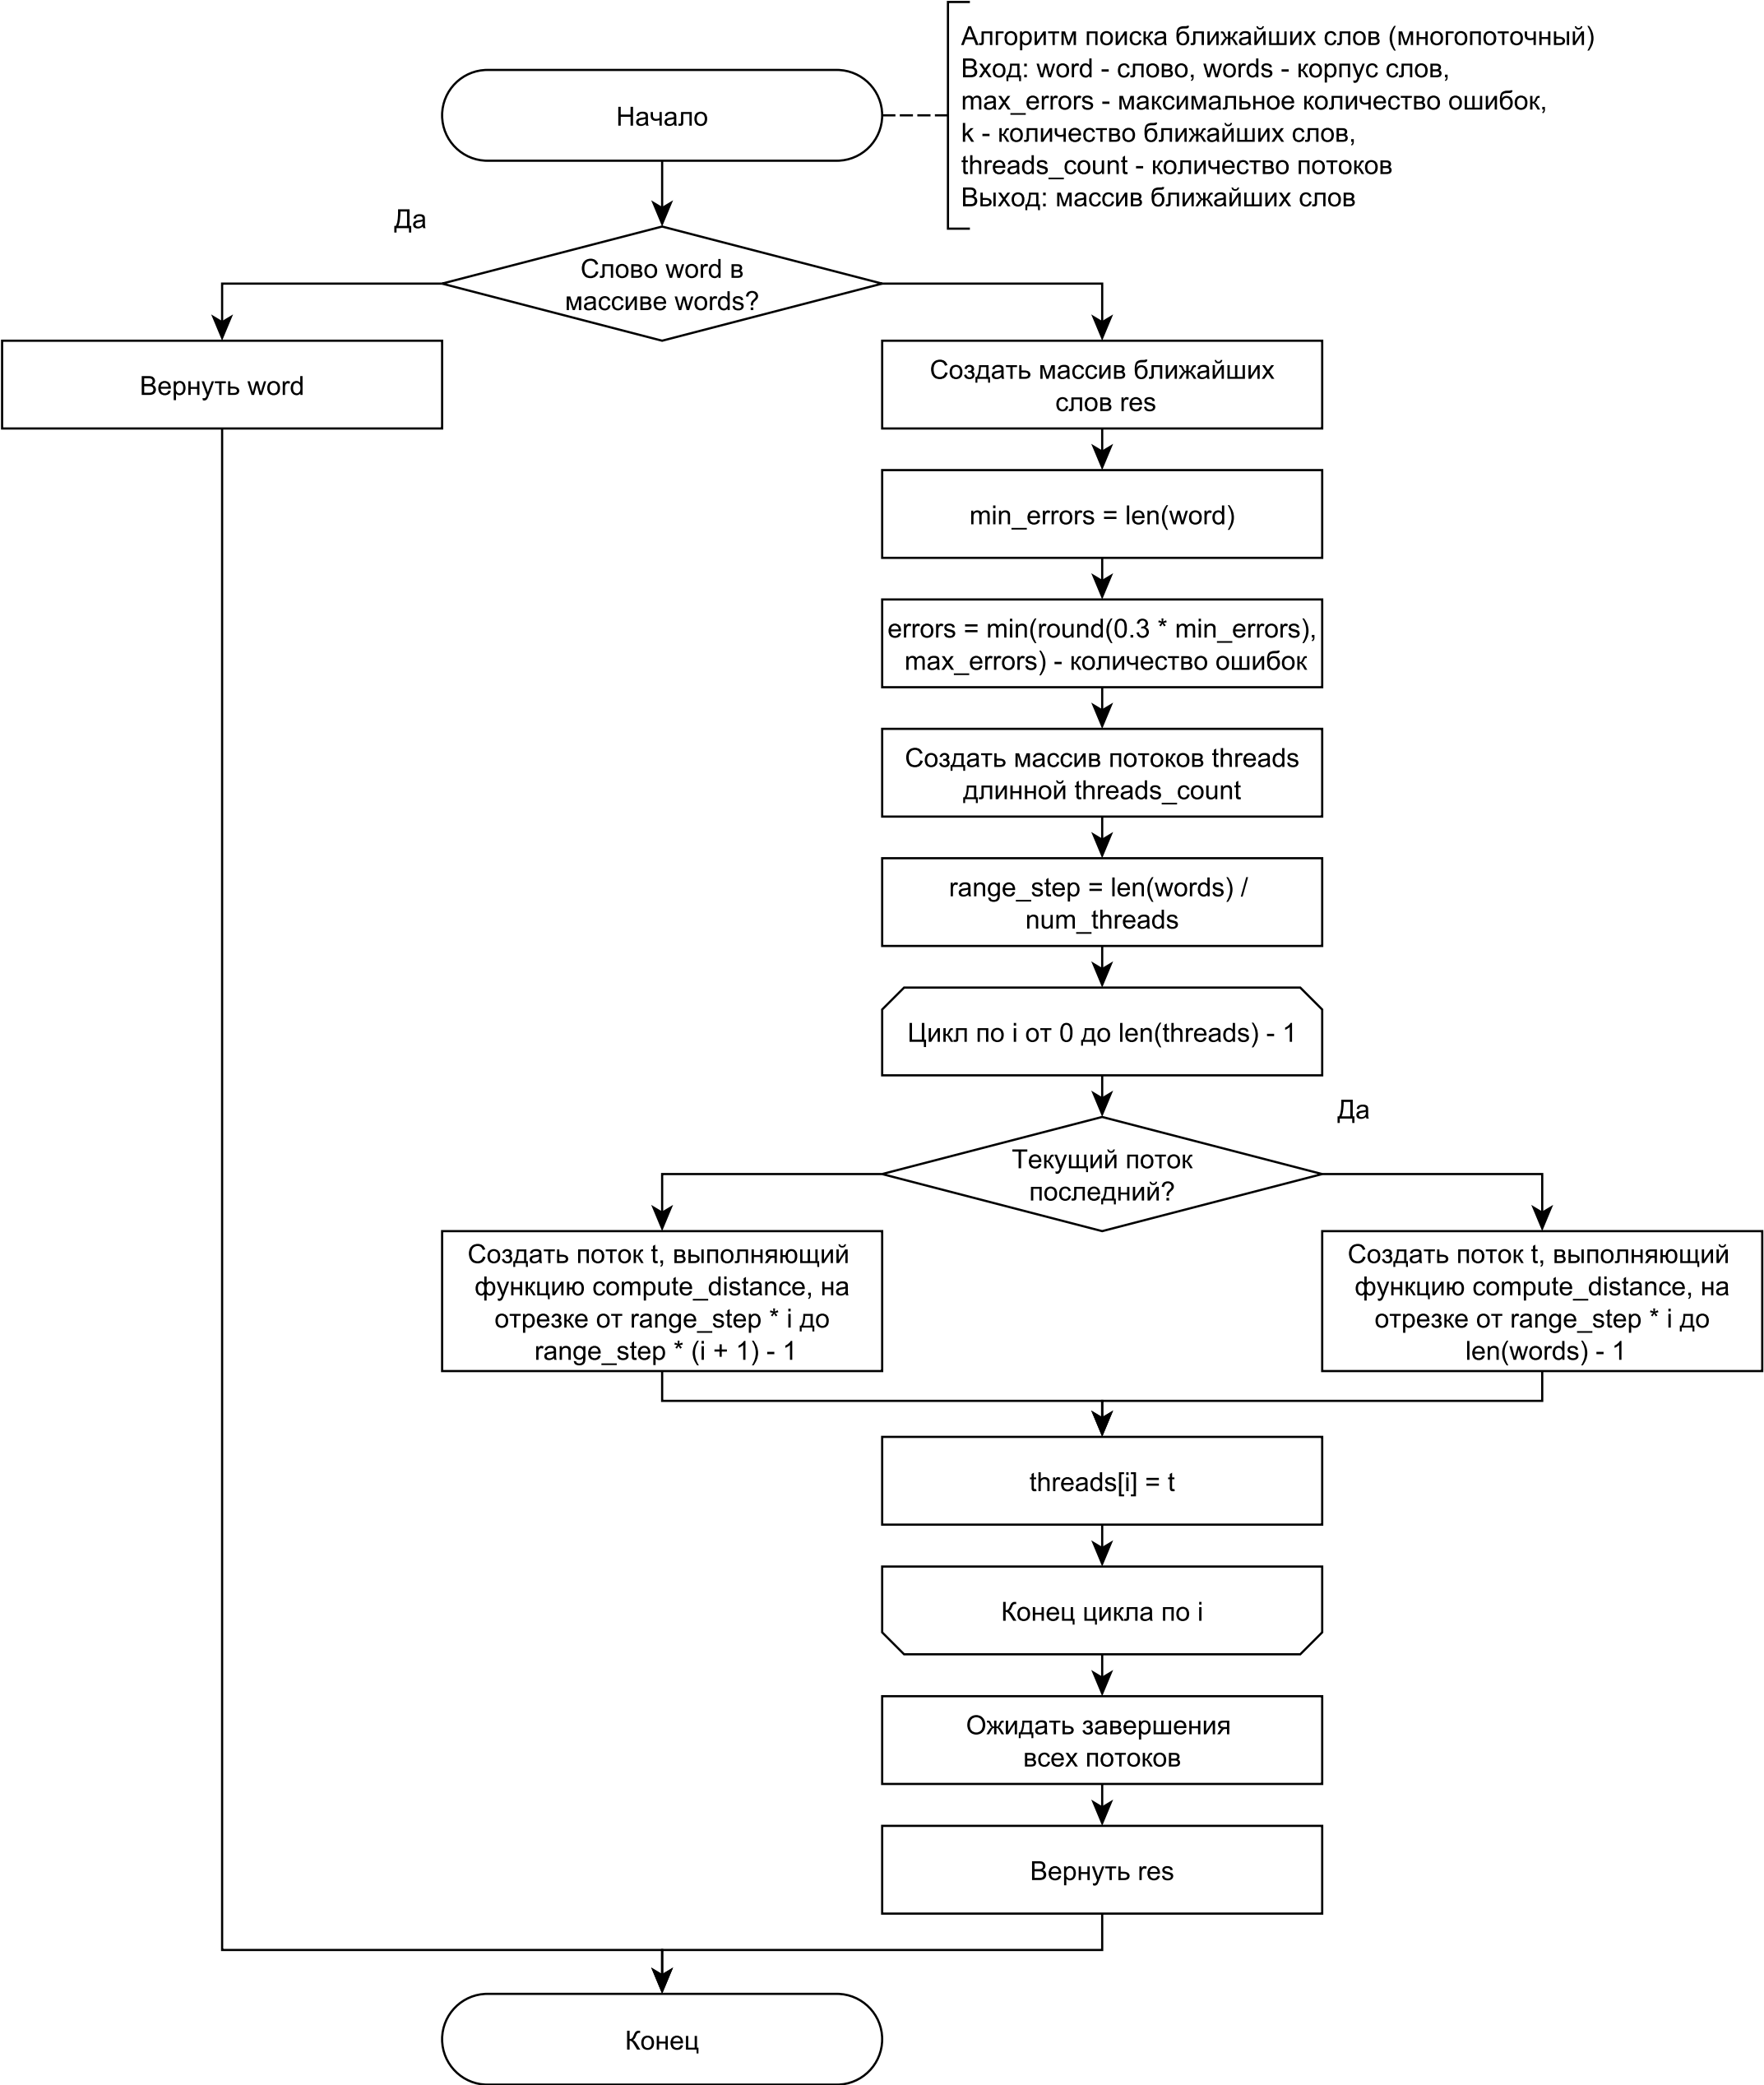 Начало
Алгоритм поиска ближайших слов (многопоточный)
Вход: word - слово, words - корпус слов,
max_errors - максимальное количество ошибок,
k - количество ближайших слов,
threads_count - количество потоков
Выход: массив ближайших слов
Да
Слово word в
массиве words?
Вернуть word
Создать массив ближайших
слов res
min_errors = len(word)
errors = min(round(0.3 * min_errors),
max_errors) - количество ошибок
Создать массив потоков threads
длинной threads_count
range_step = len(words) /
num_threads
Цикл по i от 0 до len(threads) - 1
Да
Текущий поток
последний?
Создать поток t, выполняющий
функцию compute_distance, на
отрезке от range_step * i до
range_step * (i + 1) - 1
Создать поток t, выполняющий
функцию compute_distance, на
отрезке от range_step * i до
len(words) - 1
threads[i] = t
Конец цикла по i
Ожидать завершения
всех потоков
Вернуть res
Конец